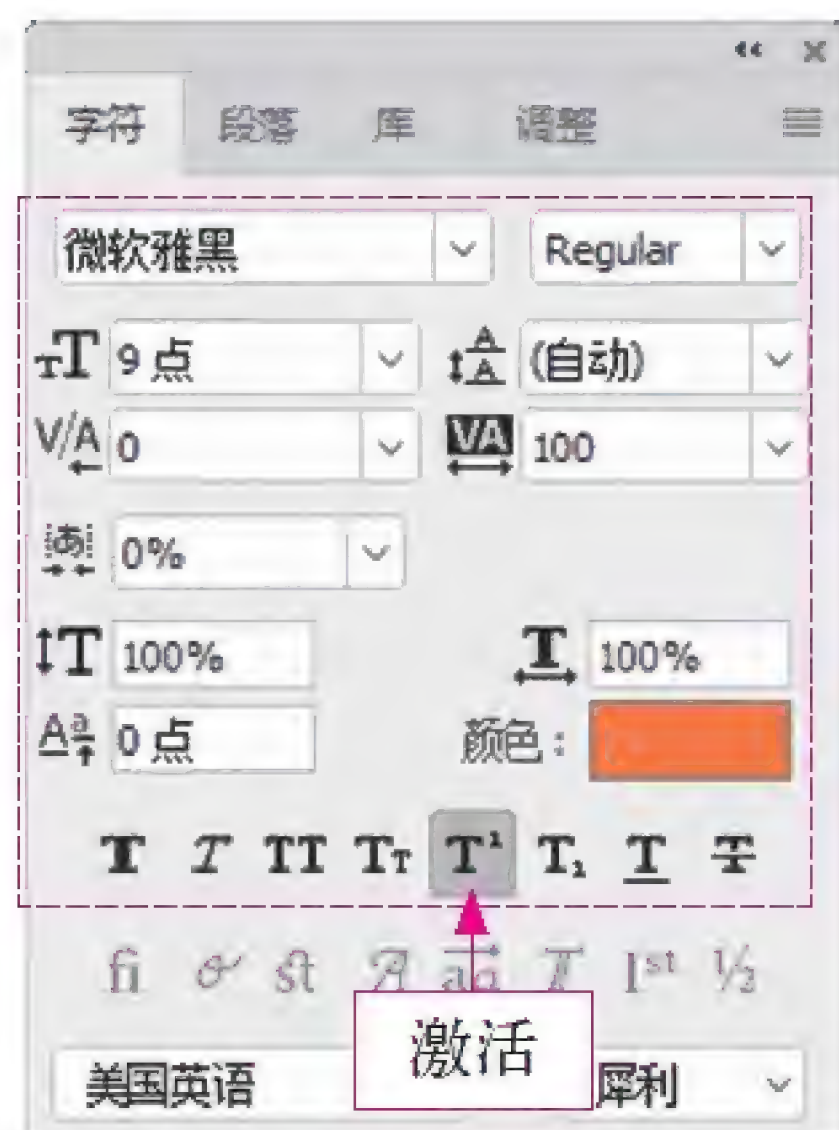 字符 段落 库 调整
微软雅黑 Regular
9 点 (自动)
0 100
0%
100% 100%
0 点 颜色：
激活
美国英语 犀利